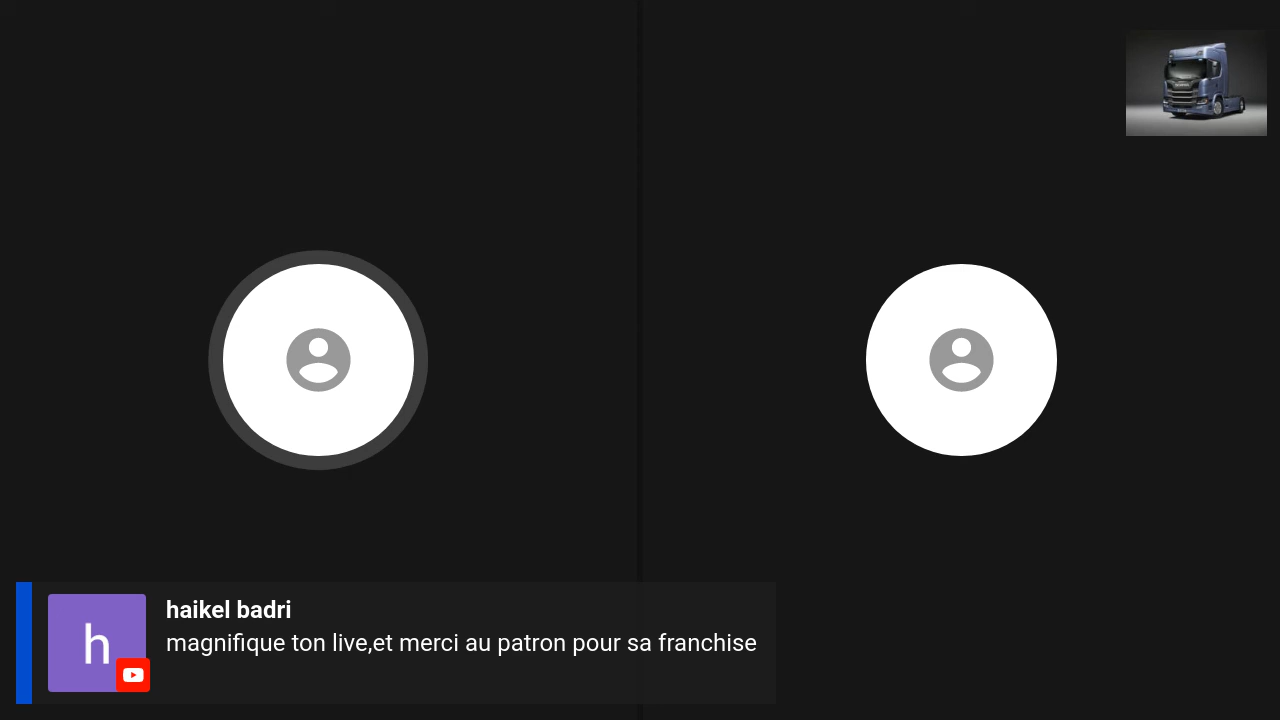 haikel badri
h
magnifique ton live,et merci au patron pour sa franchise